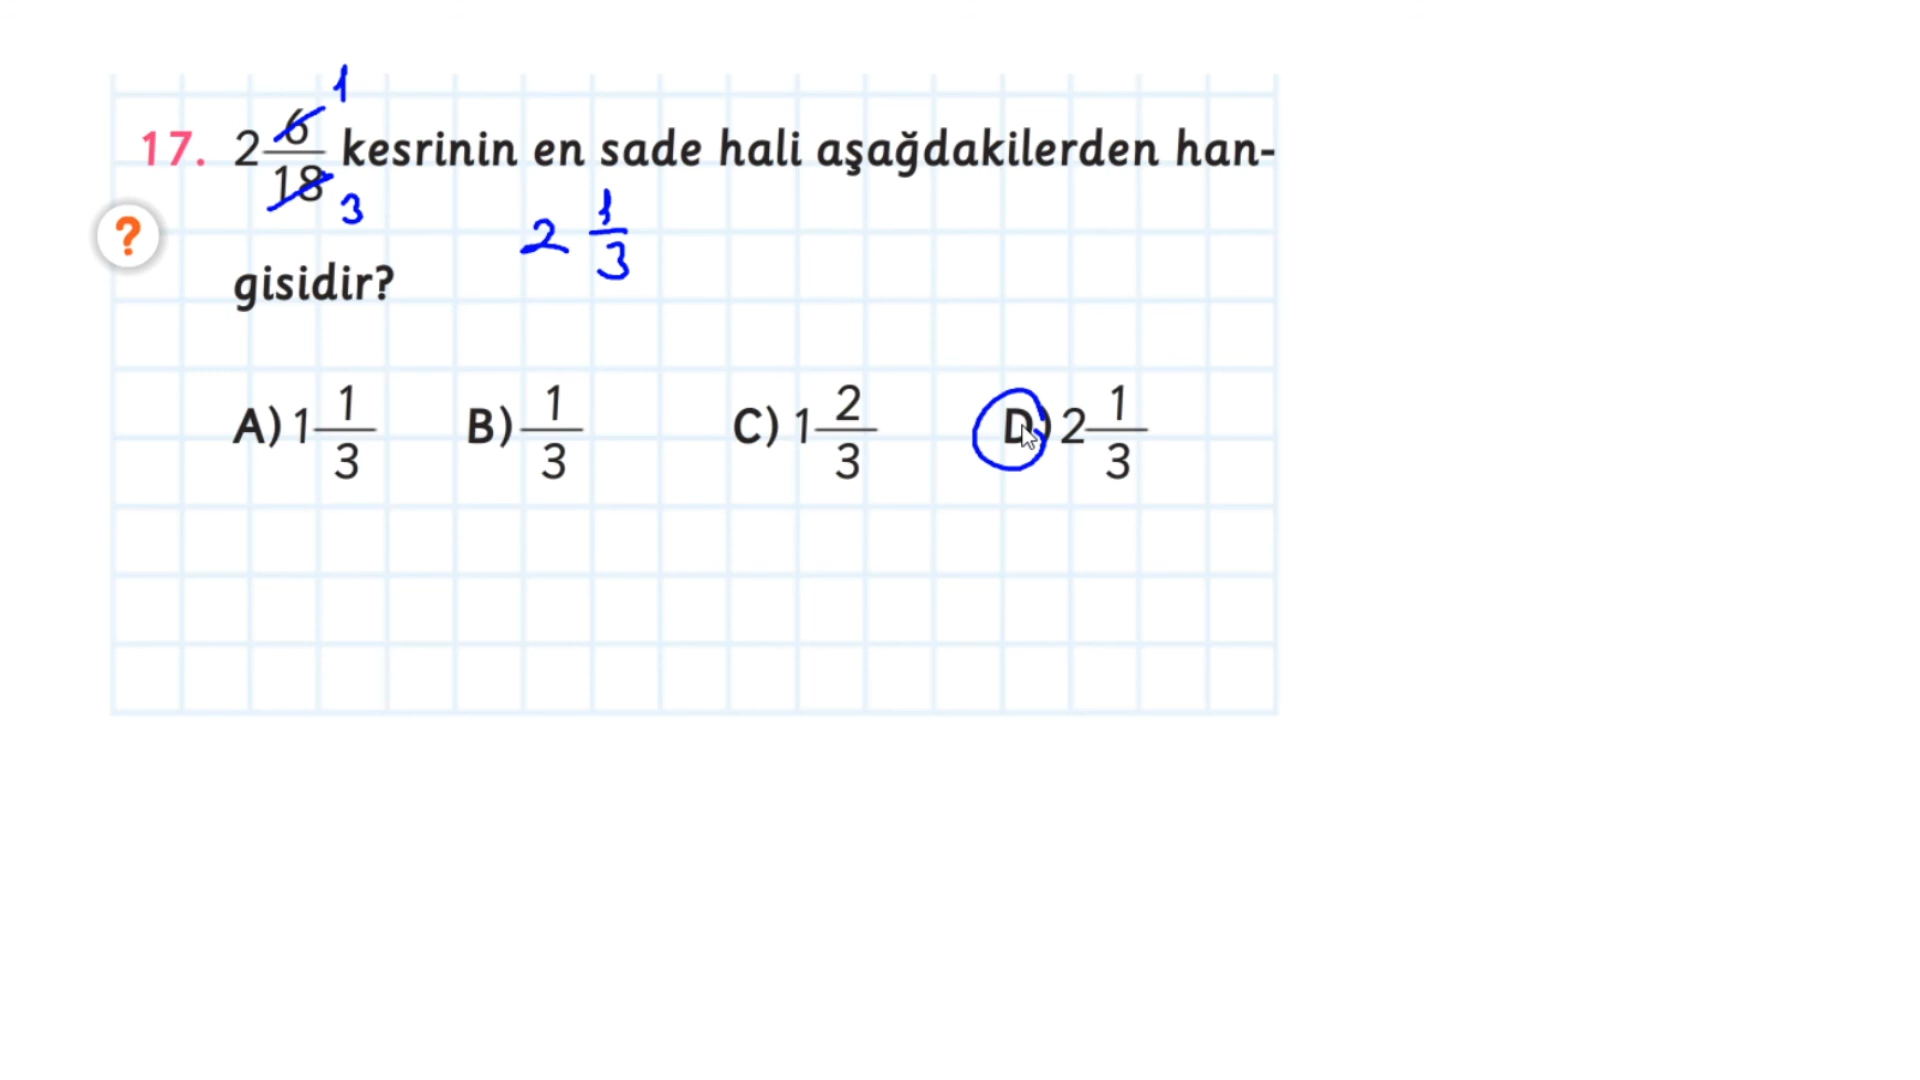 1
17. 2 6/18 kesrinin en sade hali aşağdakilerden han-
3
2 1/3
?
gisidir?
A) 1 1/3 B) 1/3 C) 1 2/3 D) 2 1/3